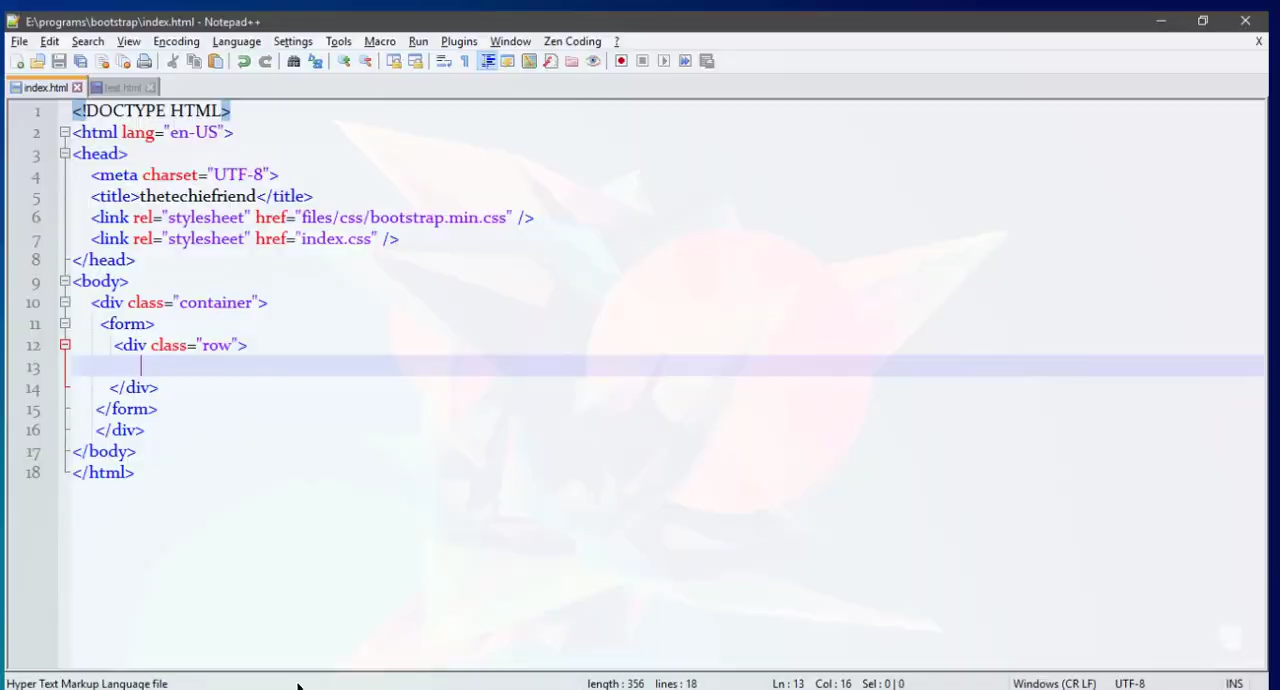 E:\programs\bootstrap\index.html - Notepad++
File Edit Search View Encoding Language Settings Tools Macro Run Plugins Window Zen Coding ? X
index.html test.html
1 <!DOCTYPE HTML>
2 <html lang="en-US">
3 <head>
4 <meta charset="UTF-8">
5 <title>thetechiefriend</title>
6 <link rel="stylesheet" href="files/css/bootstrap.min.css" />
7 <link rel="stylesheet" href="index.css" />
8 </head>
9 <body>
10 <div class="container">
11 <form>
12 <div class="row">
13
14 </div>
15 </form>
16 </div>
17 </body>
18 </html>
Hyper Text Markup Language file length : 356 lines : 18 Ln : 13 Col : 16 Sel : 0 | 0 Windows (CR LF) UTF-8 INS